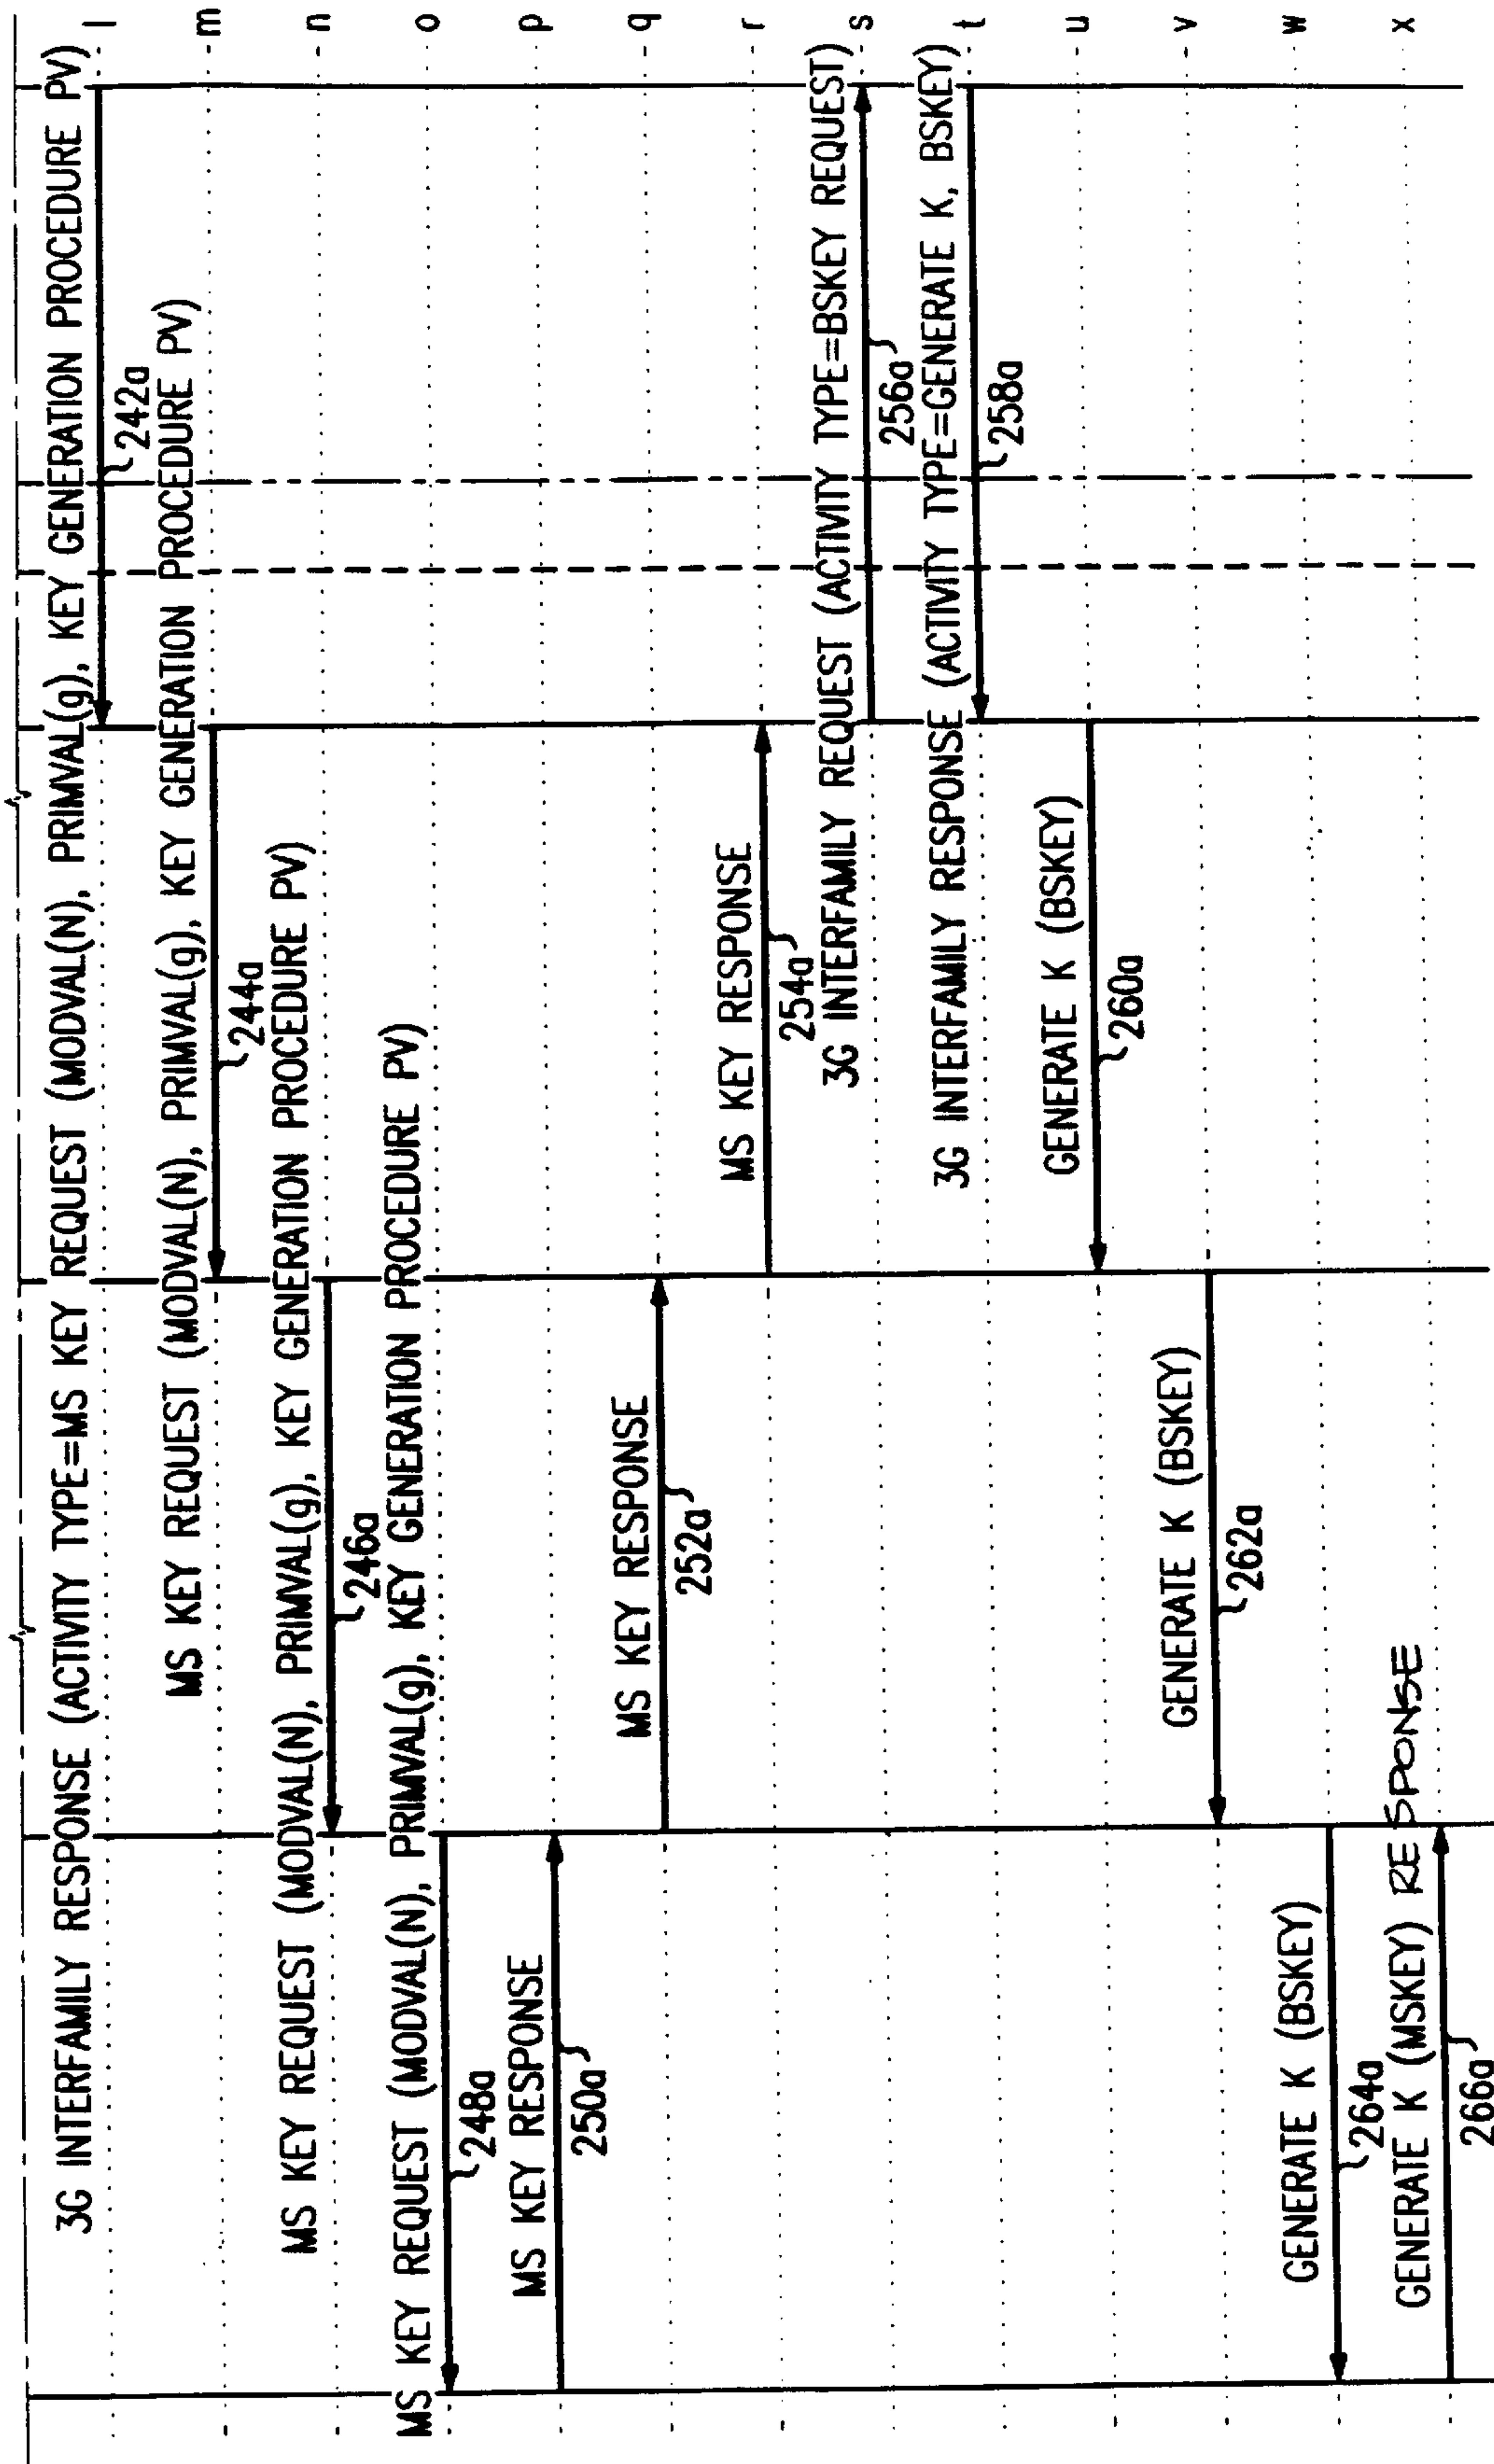 3G INTERFAMILY RESPONSE (ACTIVITY TYPE=MS KEY REQUEST (MODVAL(N), PRIMVAL(g), KEY GENERATION PROCEDURE PV)
l
242a
MS KEY REQUEST (MODVAL(N), PRIMVAL(g), KEY GENERATION PROCEDURE PV)
m
244a
MS KEY REQUEST (MODVAL(N), PRIMVAL(g), KEY GENERATION PROCEDURE PV)
n
246a
MS KEY REQUEST (MODVAL(N), PRIMVAL(g), KEY GENERATION PROCEDURE PV)
o
248a
MS KEY RESPONSE
p
250a
MS KEY RESPONSE
q
252a
MS KEY RESPONSE
r
254a
3G INTERFAMILY REQUEST (ACTIVITY TYPE=BSKEY REQUEST)
s
256a
3G INTERFAMILY RESPONSE (ACTIVITY TYPE=GENERATE K, BSKEY)
t
258a
GENERATE K (BSKEY)
u
260a
GENERATE K (BSKEY)
v
262a
GENERATE K (BSKEY)
w
264a
GENERATE K (MSKEY) RESPONSE
x
266a